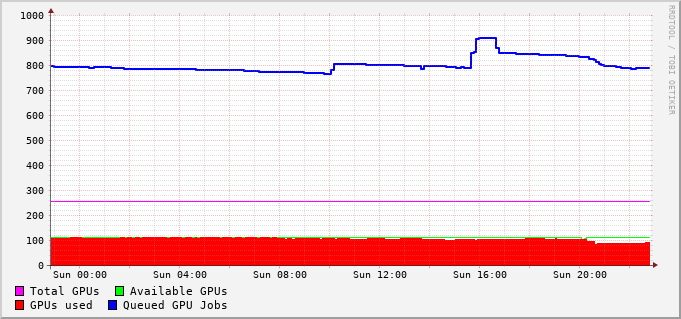 1000
900
800
700
600
500
400
300
200
100
0
Sun 00:00 Sun 04:00 Sun 08:00 Sun 12:00 Sun 16:00 Sun 20:00
Total GPUs Available GPUs
GPUs used Queued GPU Jobs
RRDTOOL / TOBI OETIKER